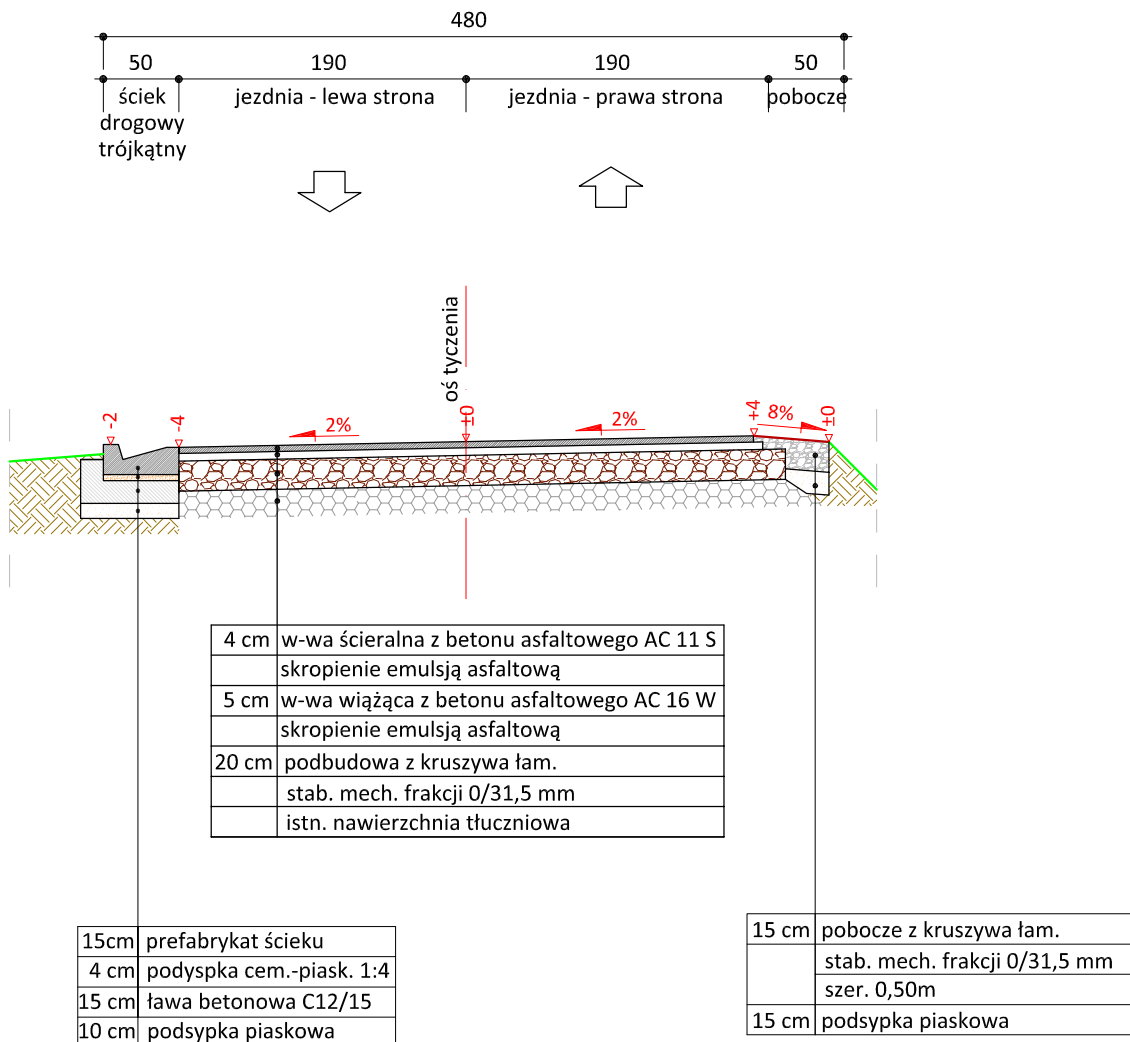 480
50 190 190 50
ściek jezdnia - lewa strona jezdnia - prawa strona pobocze
drogowy
trójkątny
oś tyczenia
-2 -4 2% ±0 2% +4 8% ±0
4 cm w-wa ścieralna z betonu asfaltowego AC 11 S
skropienie emulsją asfaltową
5 cm w-wa wiążąca z betonu asfaltowego AC 16 W
skropienie emulsją asfaltową
20 cm podbudowa z kruszywa łam.
stab. mech. frakcji 0/31,5 mm
istn. nawierzchnia tłuczniowa
15cm prefabrykat ścieku
4 cm podyspka cem.-piask. 1:4
15 cm ława betonowa C12/15
10 cm podsypka piaskowa
15 cm pobocze z kruszywa łam.
stab. mech. frakcji 0/31,5 mm
szer. 0,50m
15 cm podsypka piaskowa